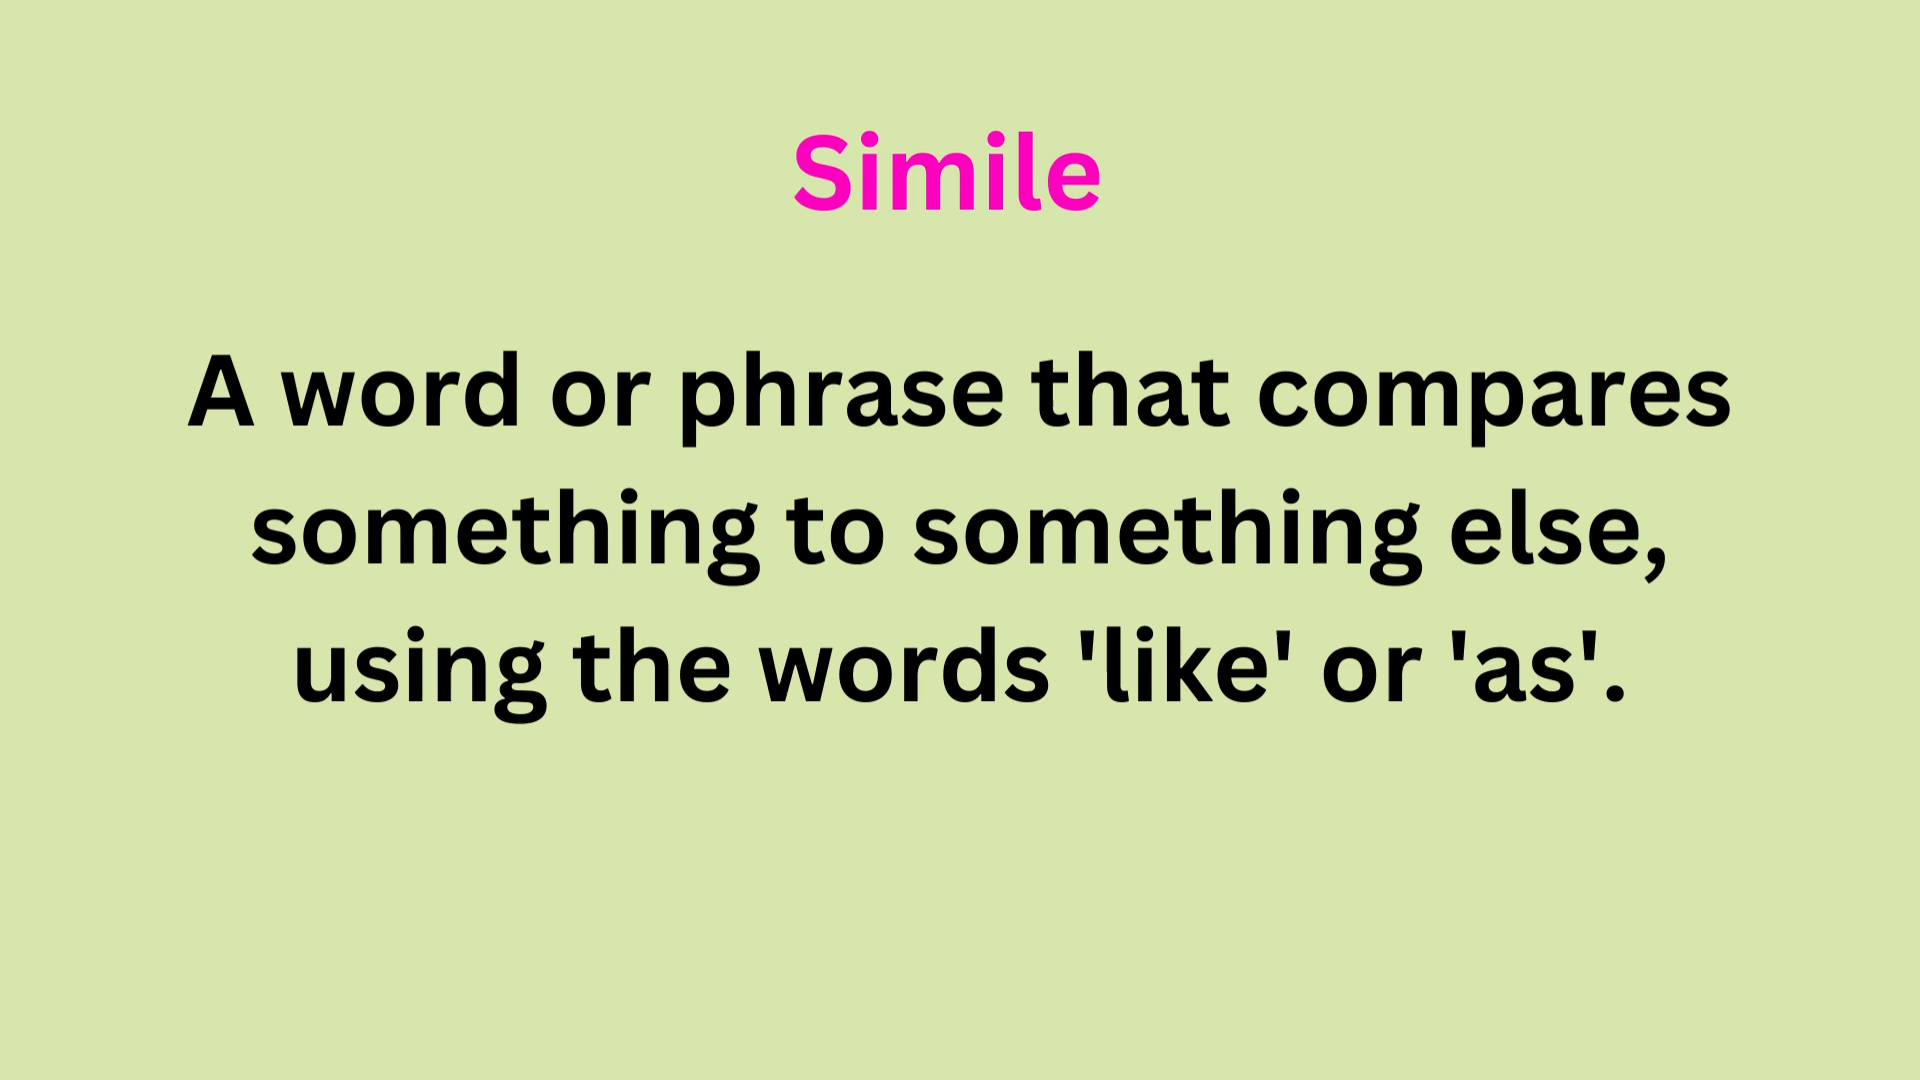 Simile
A word or phrase that compares
something to something else,
using the words 'like' or 'as'.